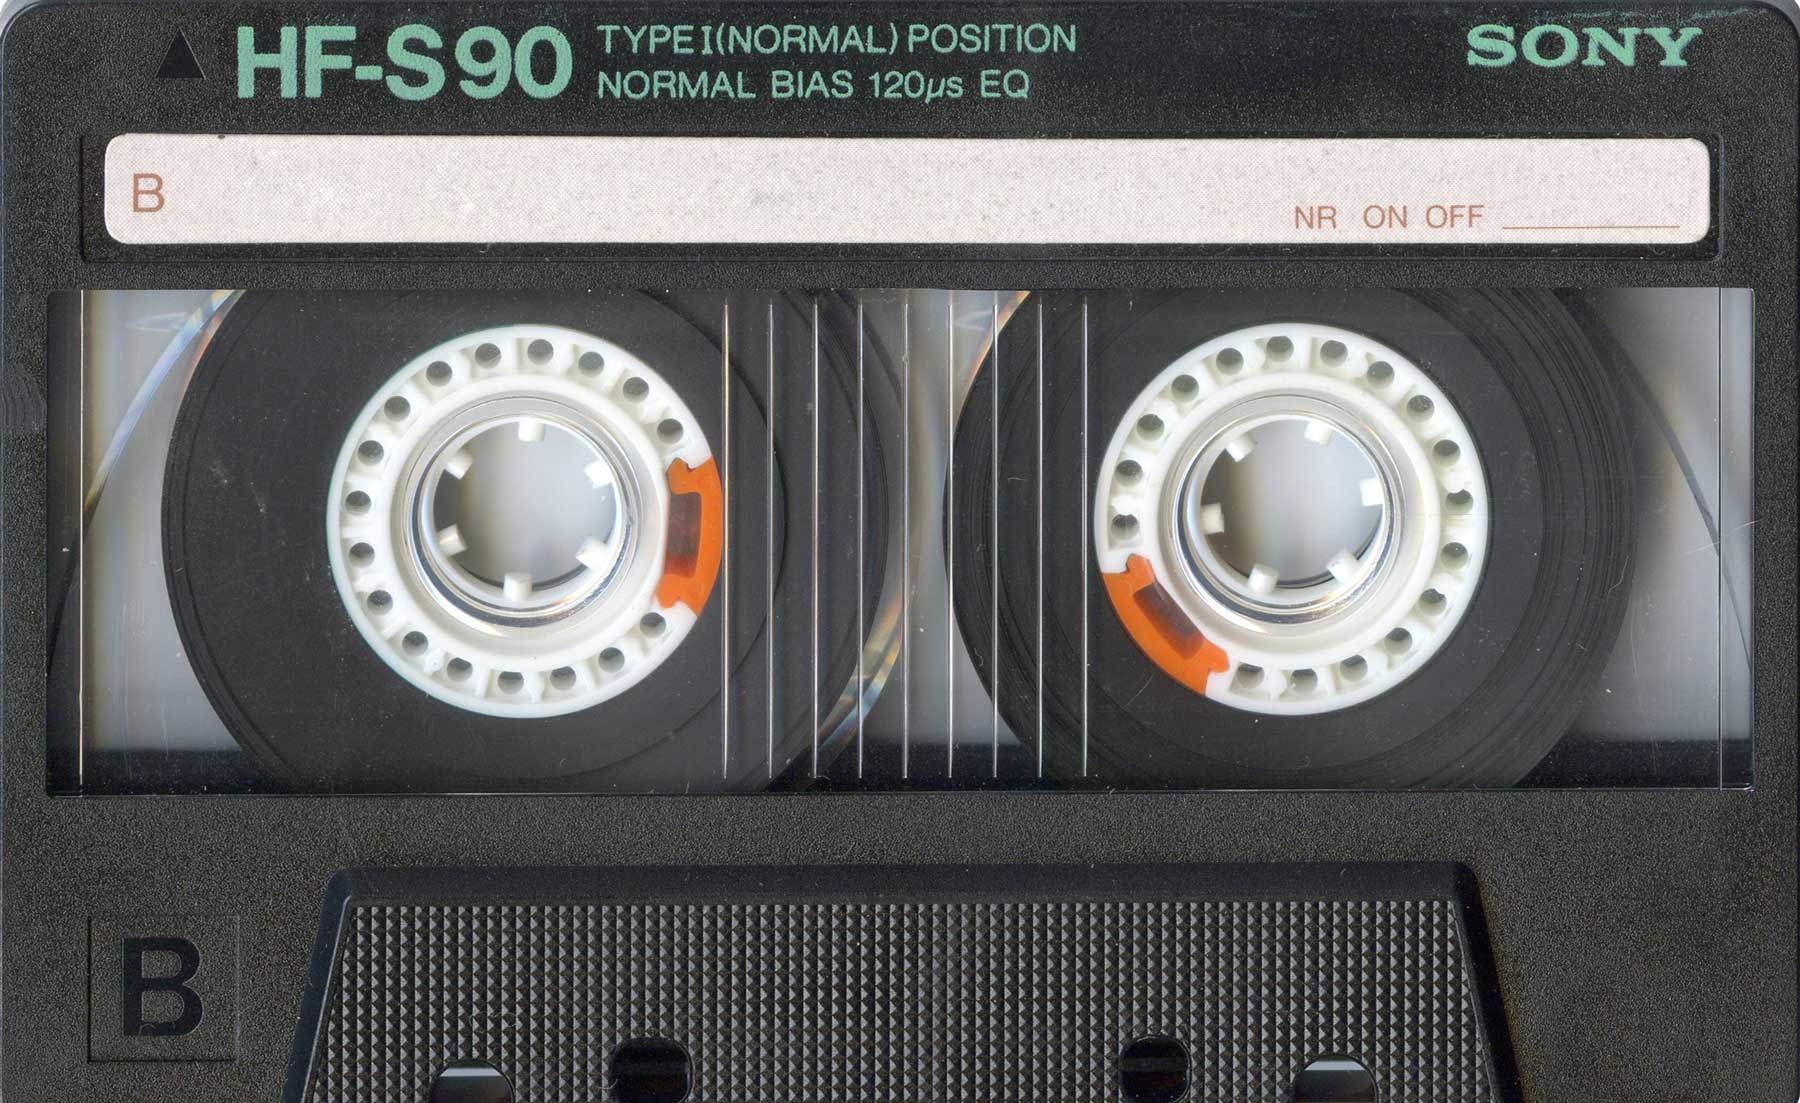 HF-S90
TYPE I (NORMAL) POSITION
NORMAL BIAS 120µs EQ
SONY
B
NR ON OFF
B